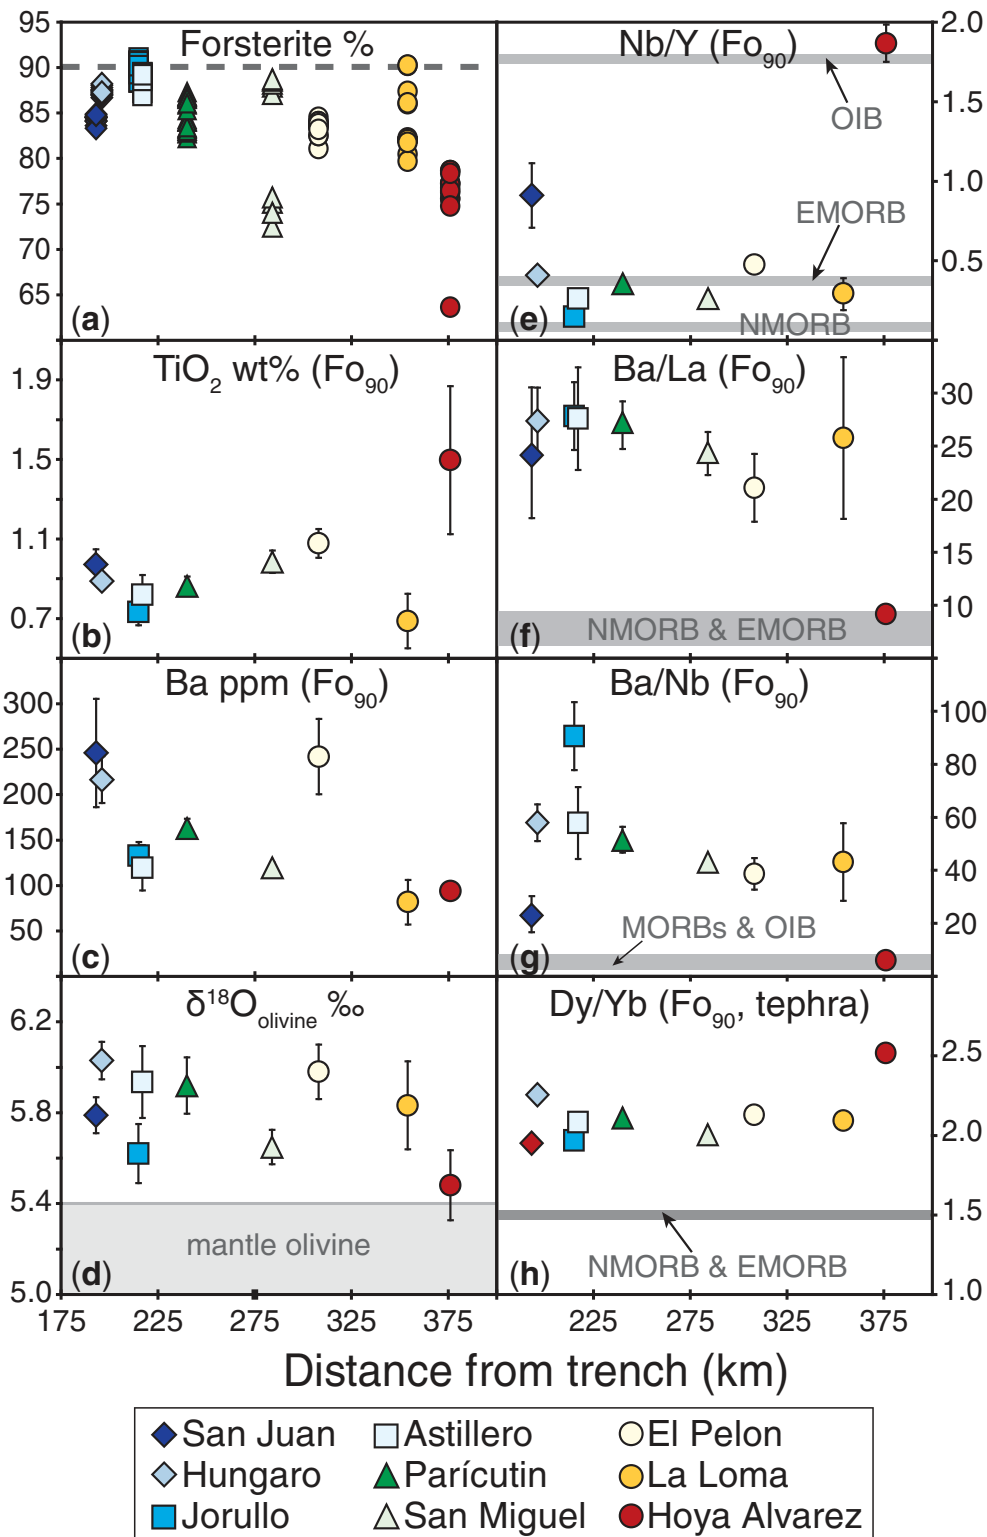 95
90
85
80
75
70
65
Forsterite %
(a)
2.0
1.5
1.0
0.5
Nb/Y (Fo90)
OIB
EMORB
NMORB
(e)
1.9
1.5
1.1
0.7
TiO2 wt% (Fo90)
(b)
30
25
20
15
10
Ba/La (Fo90)
NMORB & EMORB
(f)
300
250
200
150
100
50
Ba ppm (Fo90)
(c)
100
80
60
40
20
Ba/Nb (Fo90)
MORBs & OIB
(g)
6.2
5.8
5.4
5.0
δ18Oolivine ‰
mantle olivine
(d)
2.5
2.0
1.5
1.0
Dy/Yb (Fo90, tephra)
NMORB & EMORB
(h)
175 225 275 325 375 225 275 325 375
Distance from trench (km)
San Juan Astillero El Pelon
Hungaro Parícutin La Loma
Jorullo San Miguel Hoya Alvarez